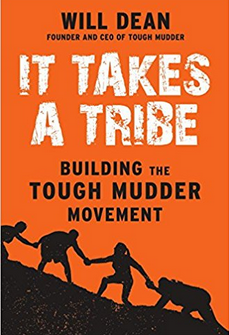 WILL DEAN
FOUNDER AND CEO OF TOUGH MUDDER
IT TAKES
A TRIBE
BUILDING THE
TOUGH MUDDER
MOVEMENT